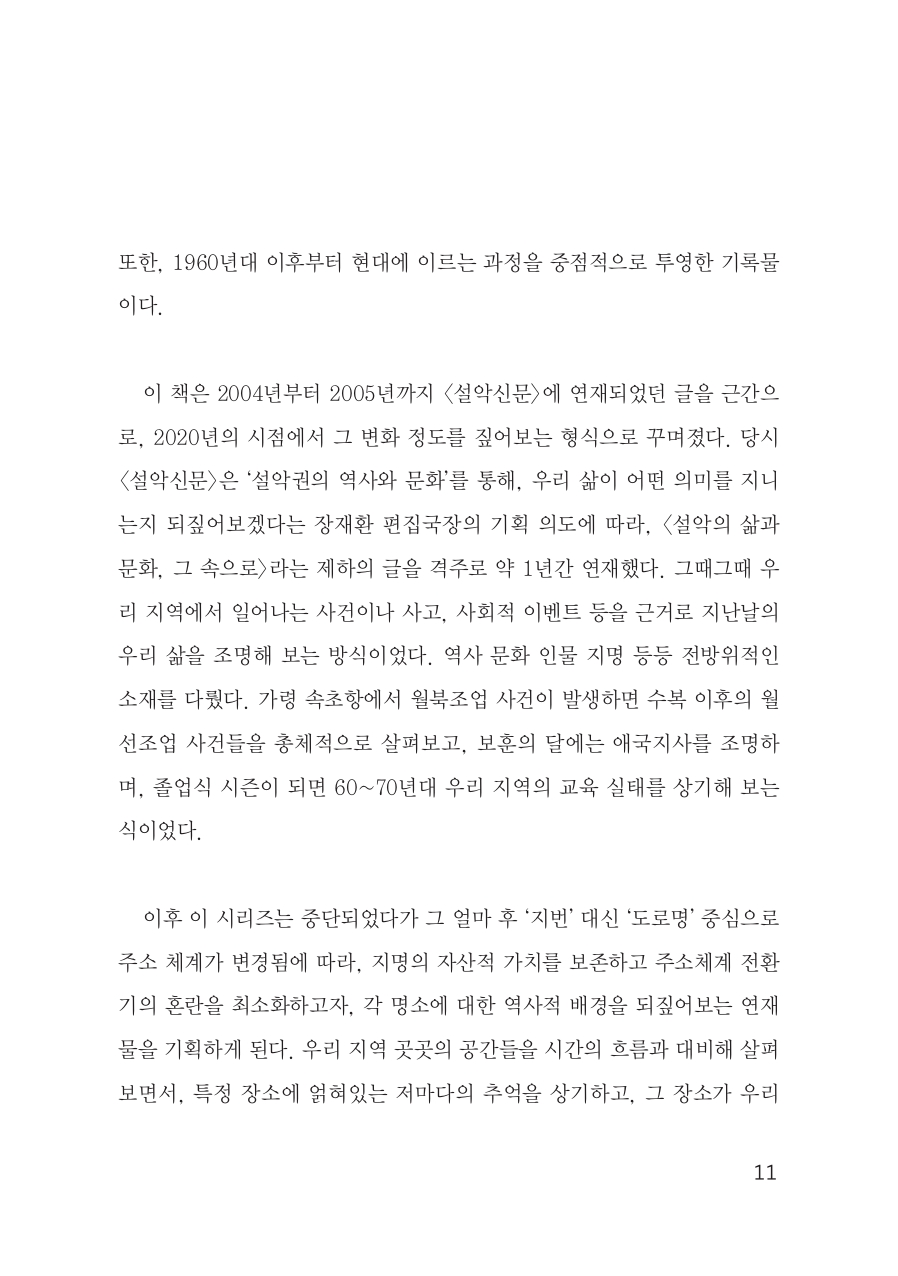 또한, 1960년대 이후부터 현대에 이르는 과정을 중점적으로 투영한 기록물
이다.
이 책은 2004년부터 2005년까지 〈설악신문〉에 연재되었던 글을 근간으
로, 2020년의 시점에서 그 변화 정도를 짚어보는 형식으로 꾸며졌다. 당시
〈설악신문〉은 ‘설악권의 역사와 문화’를 통해, 우리 삶이 어떤 의미를 지니
는지 되짚어보겠다는 장재환 편집국장의 기획 의도에 따라, 〈설악의 삶과
문화, 그 속으로〉라는 제하의 글을 격주로 약 1년간 연재했다. 그때그때 우
리 지역에서 일어나는 사건이나 사고, 사회적 이벤트 등을 근거로 지난날의
우리 삶을 조명해 보는 방식이었다. 역사 문화 인물 지명 등등 전방위적인
소재를 다뤘다. 가령 속초항에서 월북조업 사건이 발생하면 수복 이후의 월
선조업 사건들을 총체적으로 살펴보고, 보훈의 달에는 애국지사를 조명하
며, 졸업식 시즌이 되면 60~70년대 우리 지역의 교육 실태를 상기해 보는
식이었다.
이후 이 시리즈는 중단되었다가 그 얼마 후 ‘지번’ 대신 ‘도로명’ 중심으로
주소 체계가 변경됨에 따라, 지명의 자산적 가치를 보존하고 주소체계 전환
기의 혼란을 최소화하고자, 각 명소에 대한 역사적 배경을 되짚어보는 연재
물을 기획하게 된다. 우리 지역 곳곳의 공간들을 시간의 흐름과 대비해 살펴
보면서, 특정 장소에 얽혀있는 저마다의 추억을 상기하고, 그 장소가 우리
11